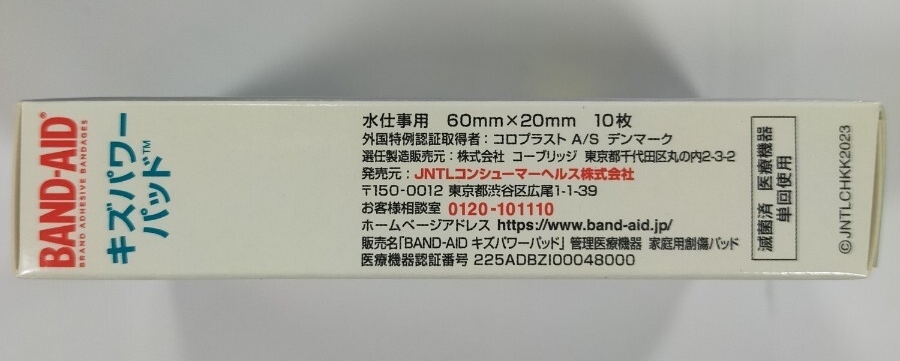 BAND-AID®
BRAND ADHESIVE BANDAGES
キズパワー
パッド™
水仕事用 60mm×20mm 10枚
外国特例認証取得者：コロプラスト A/S デンマーク
選任製造販売元：株式会社 コーブリッジ 東京都千代田区丸の内2-3-2
発売元：JNTLコンシューマーヘルス株式会社
〒150-0012 東京都渋谷区広尾1-1-39
お客様相談室 0120-101110
ホームページアドレス https://www.band-aid.jp/
販売名「BAND-AID キズパワーパッド」管理医療機器 家庭用創傷パッド
医療機器認証番号 225ADBZI00048000
滅菌済 医療機器
単回使用
©JNTLCHKK2023